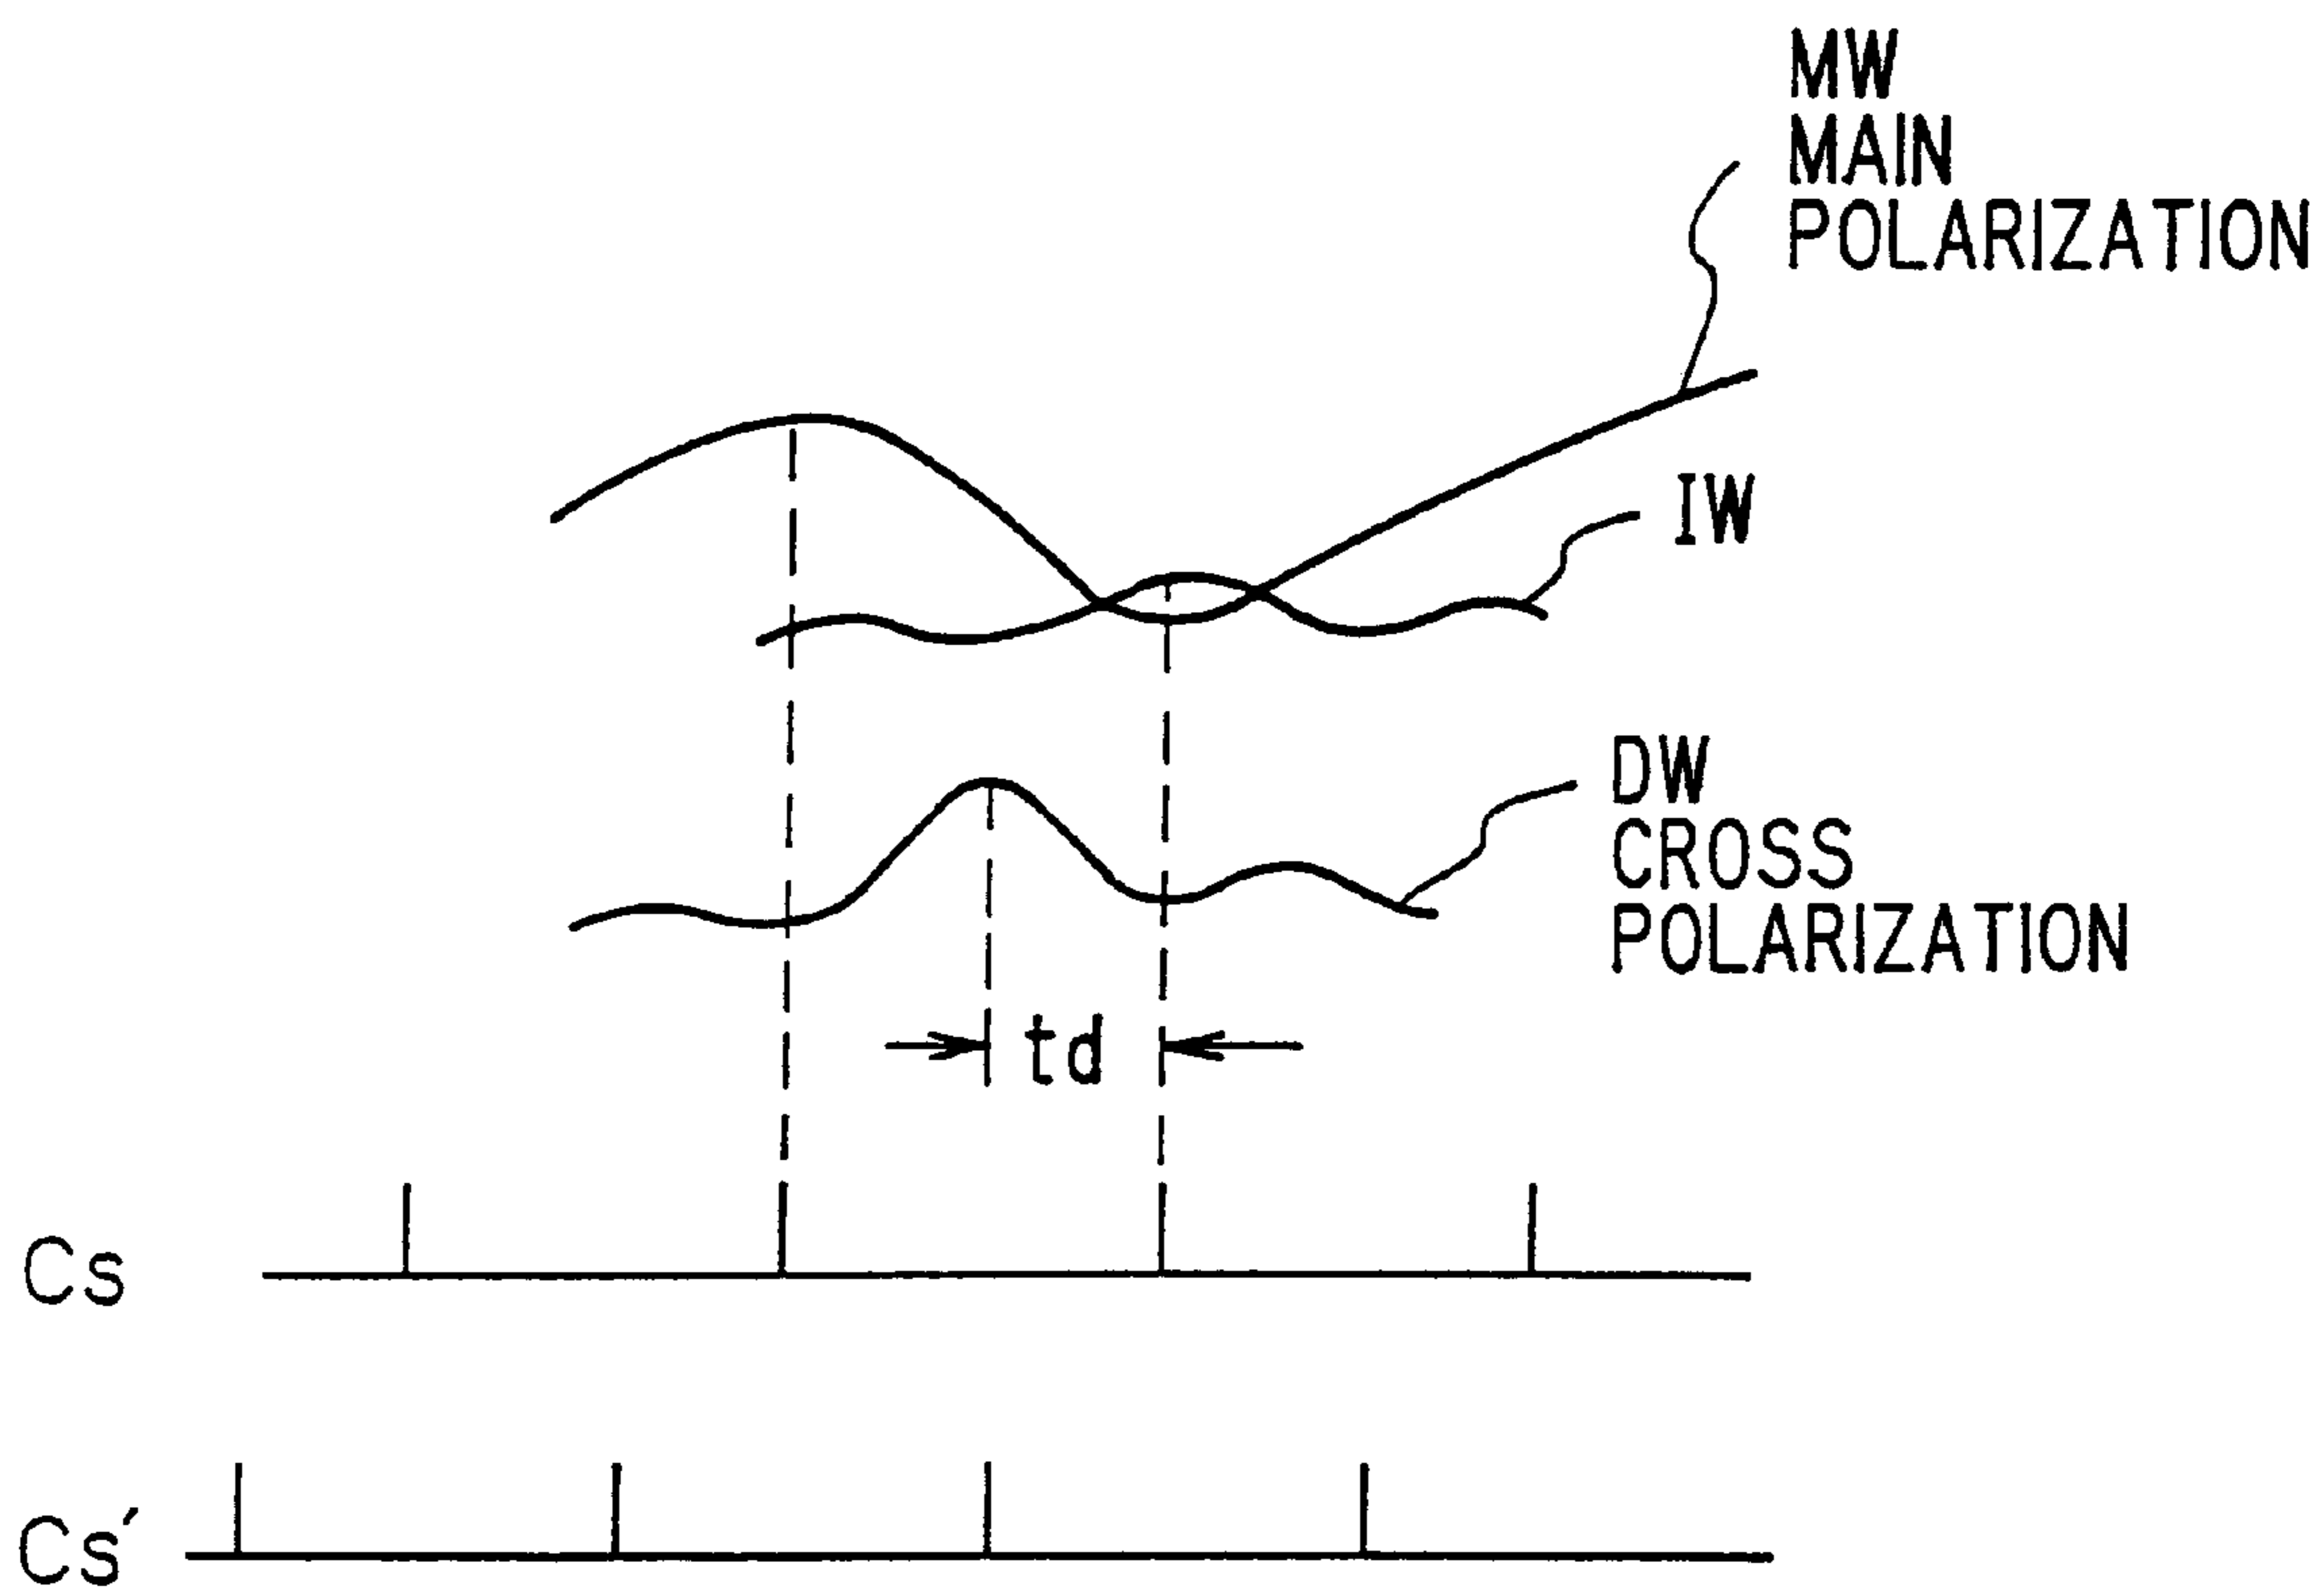 MW
MAIN
POLARIZATION
IW
DW
CROSS
POLARIZATION
td
Cs
Cs′